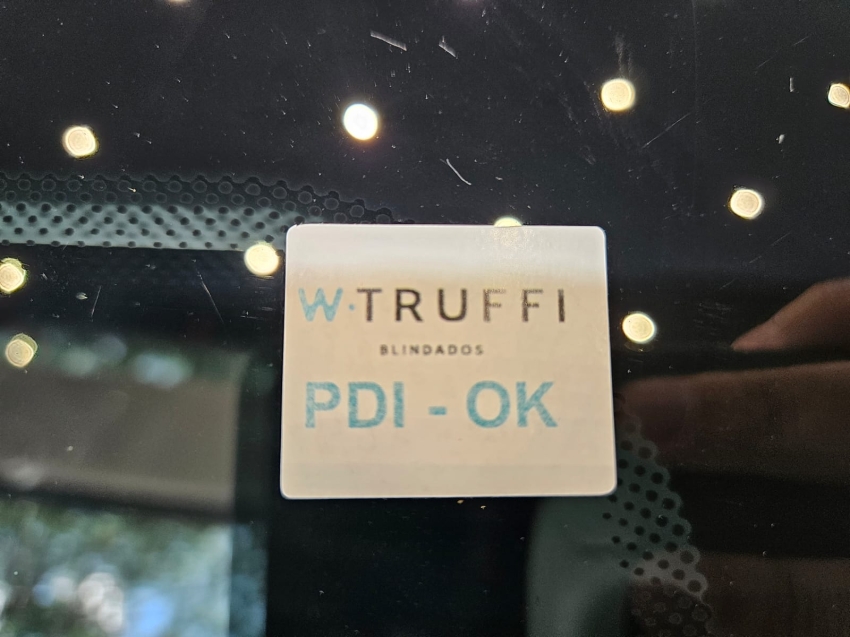 W·TRUFFI
BLINDADOS
PDI - OK